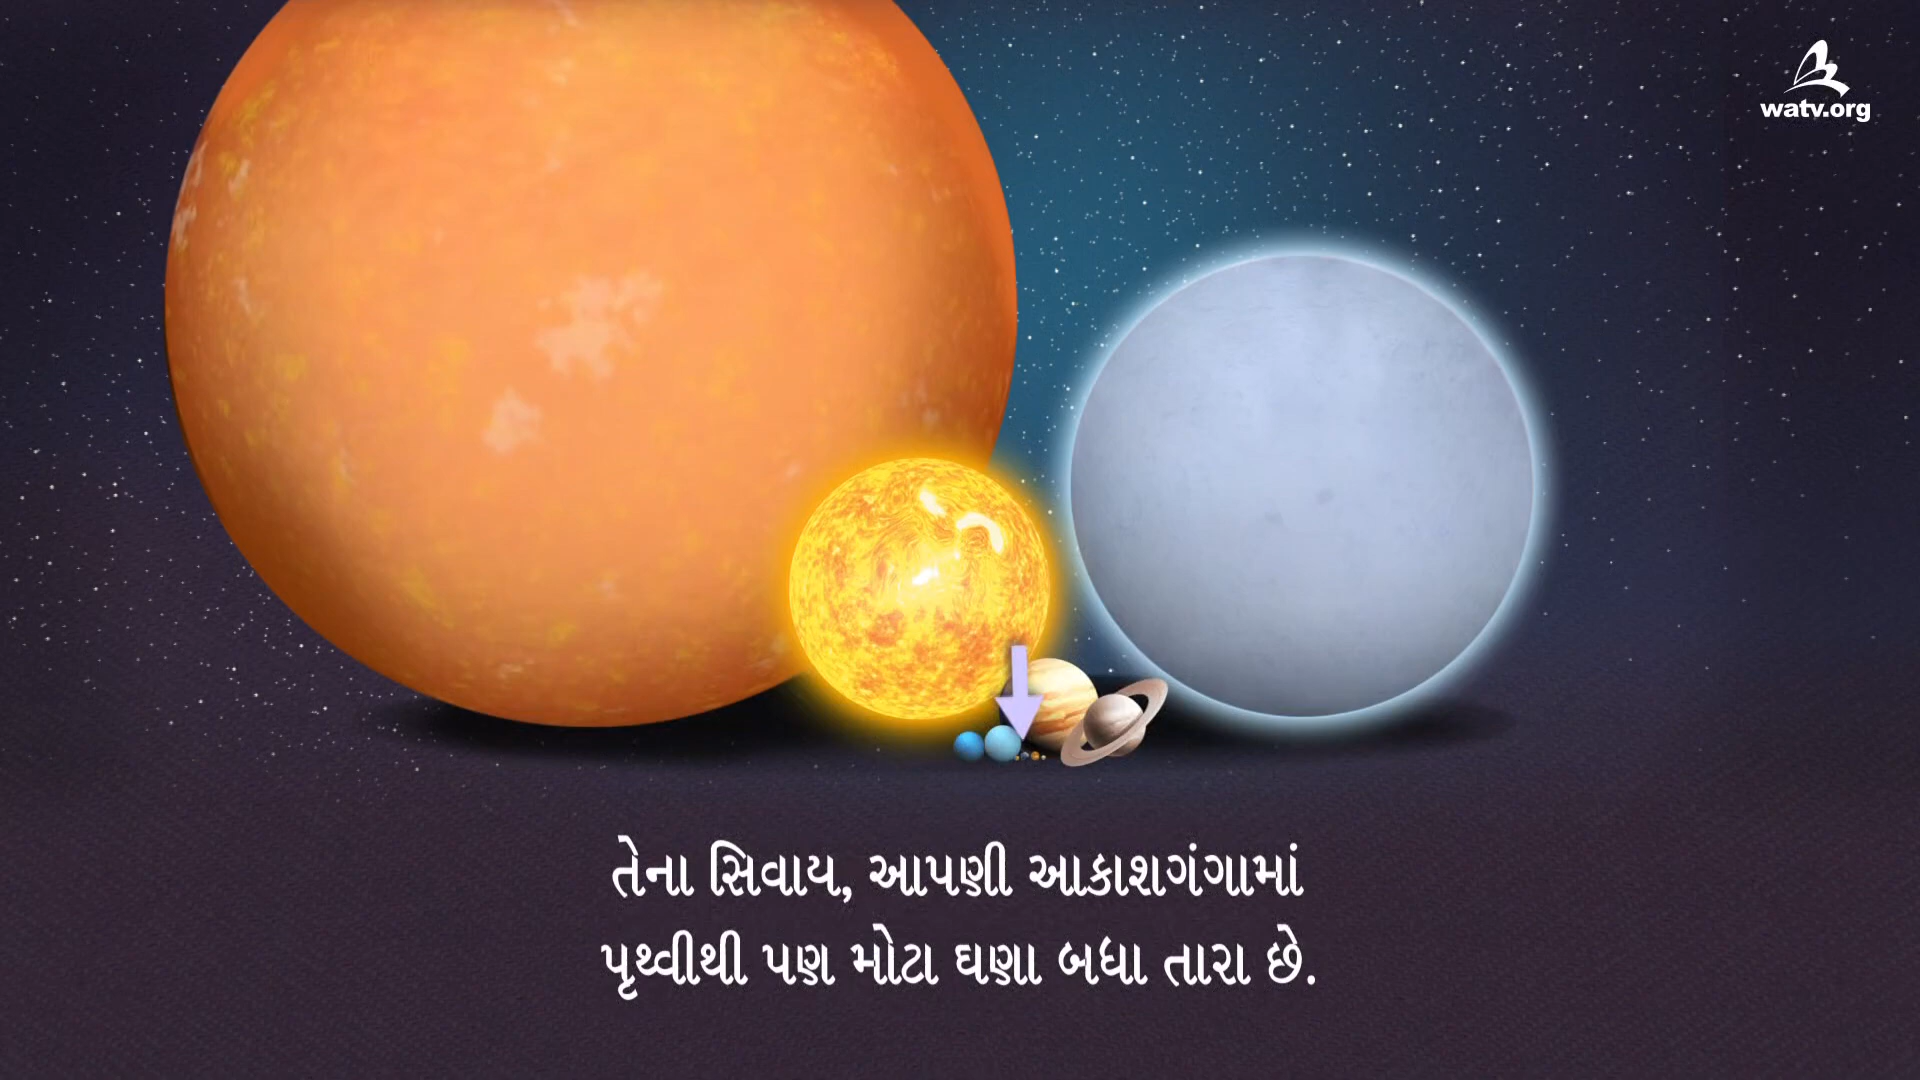 watv.org
તેના સિવાય, આપણી આકાશગંગામાં
પૃથ્વીથી પણ મોટા ઘણા બધા તારા છે.